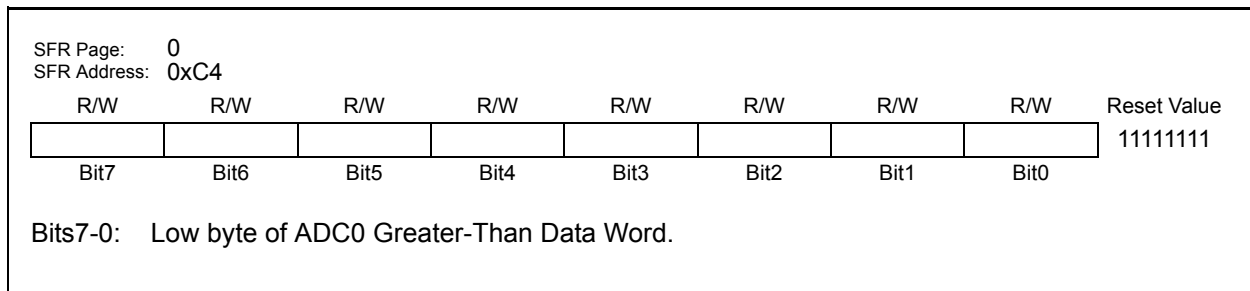 SFR Page: 0
SFR Address: 0xC4
R/W R/W R/W R/W R/W R/W R/W R/W Reset Value
11111111
Bit7 Bit6 Bit5 Bit4 Bit3 Bit2 Bit1 Bit0
Bits7-0: Low byte of ADC0 Greater-Than Data Word.